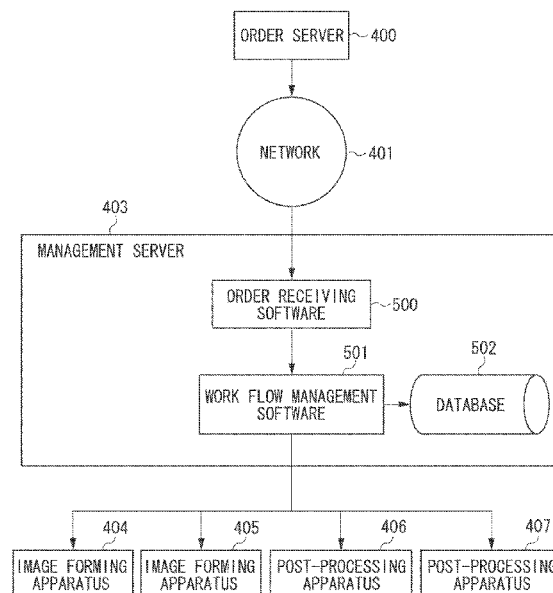 ORDER SERVER
400
NETWORK
401
403
MANAGEMENT SERVER
ORDER RECEIVING
SOFTWARE
500
501
502
WORK FLOW MANAGEMENT
SOFTWARE
DATABASE
404
405
406
407
IMAGE FORMING
APPARATUS
IMAGE FORMING
APPARATUS
POST-PROCESSING
APPARATUS
POST-PROCESSING
APPARATUS